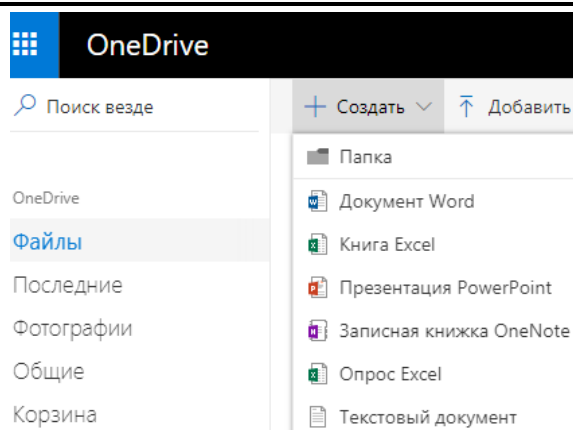 OneDrive
Поиск везде
Создать
Добавить
Папка
OneDrive
Документ Word
Файлы
Книга Excel
Последние
Презентация PowerPoint
Фотографии
Записная книжка OneNote
Общие
Опрос Excel
Корзина
Текстовый документ